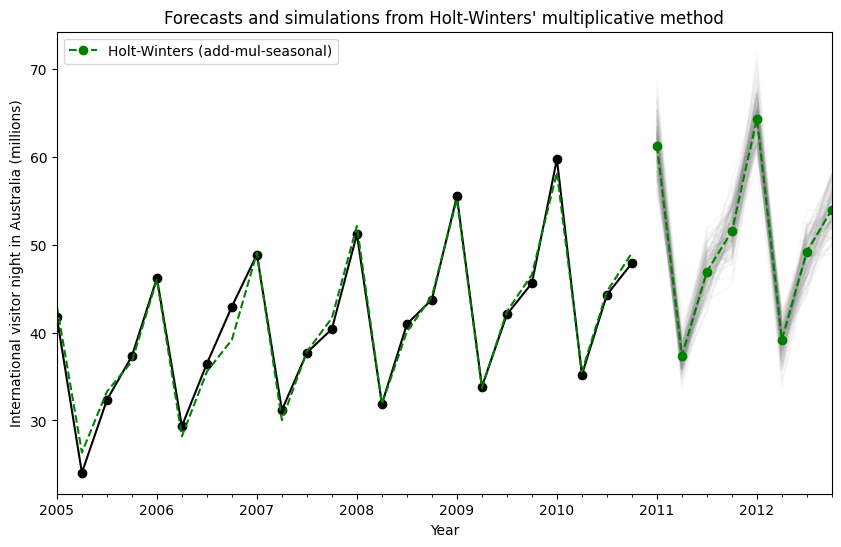 Forecasts and simulations from Holt-Winters' multiplicative method
Holt-Winters (add-mul-seasonal)
International visitor night in Australia (millions)
70
60
50
40
30
2005 2006 2007 2008 2009 2010 2011 2012
Year